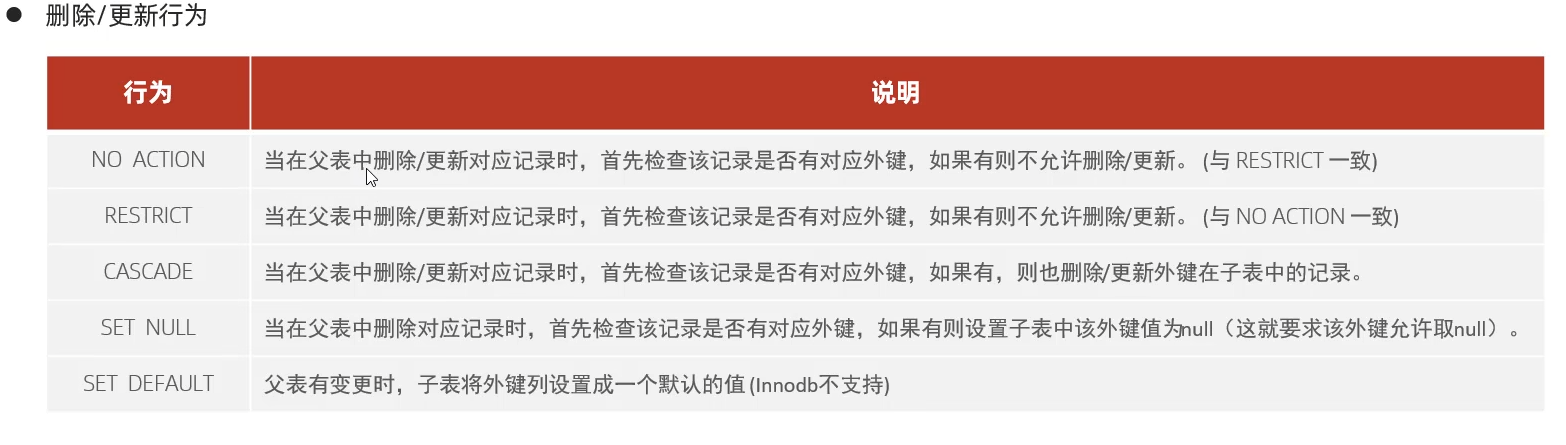 ● 删除/更新行为
行为 说明
NO ACTION 当在父表中删除/更新对应记录时，首先检查该记录是否有对应外键，如果有则不允许删除/更新。 (与 RESTRICT 一致)
RESTRICT 当在父表中删除/更新对应记录时，首先检查该记录是否有对应外键，如果有则不允许删除/更新。 (与 NO ACTION 一致)
CASCADE 当在父表中删除/更新对应记录时，首先检查该记录是否有对应外键，如果有，则也删除/更新外键在子表中的记录。
SET NULL 当在父表中删除对应记录时，首先检查该记录是否有对应外键，如果有则设置子表中该外键值为null（这就要求该外键允许取null）。
SET DEFAULT 父表有变更时，子表将外键列设置成一个默认的值 (Innodb不支持)